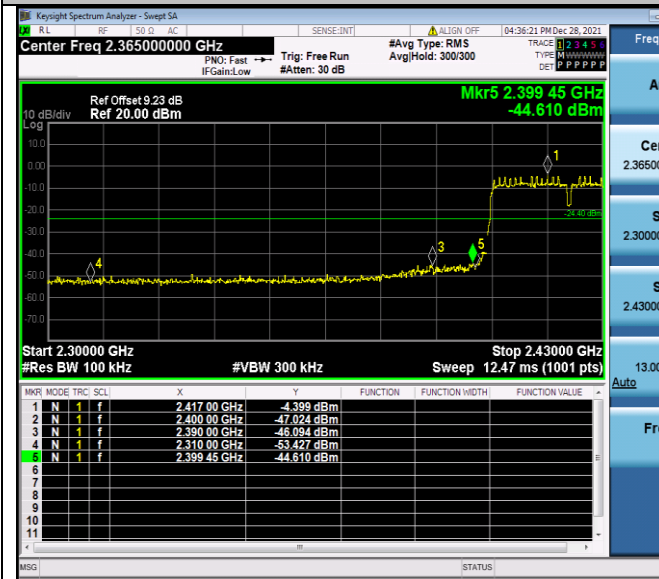 Keysight Spectrum Analyzer - Swept SA
RL RF 50 Ω AC SENSE:INT ALIGN OFF 04:36:21 PM Dec 28, 2021
Center Freq 2.365000000 GHz
PNO: Fast
IFGain:Low
Trig: Free Run
#Atten: 30 dB
#Avg Type: RMS
Avg|Hold: 300/300
TRACE 1 2 3 4 5 6
TYPE M
DET P P P P P P
Ref Offset 9.23 dB
Ref 20.00 dBm
10 dB/div
Log
Mkr5 2.399 45 GHz
-44.610 dBm
10.0
0.00
-10.0
-20.0
-30.0
-40.0
-50.0
-60.0
-70.0
1
-24.40 dBm
3
5
4
Start 2.30000 GHz
Stop 2.43000 GHz
#Res BW 100 kHz
#VBW 300 kHz
Sweep 12.47 ms (1001 pts)
MKR MODE TRC SCL X Y FUNCTION FUNCTION WIDTH FUNCTION VALUE
1 N 1 f 2.417 00 GHz -4.399 dBm
2 N 1 f 2.400 00 GHz -47.024 dBm
3 N 1 f 2.390 00 GHz -46.094 dBm
4 N 1 f 2.310 00 GHz -53.427 dBm
5 N 1 f 2.399 45 GHz -44.610 dBm
6
7
8
9
10
11
MSG STATUS
Freq
A
Ce
2.36500
S
2.30000
S
2.43000
13.00
Auto
Fr